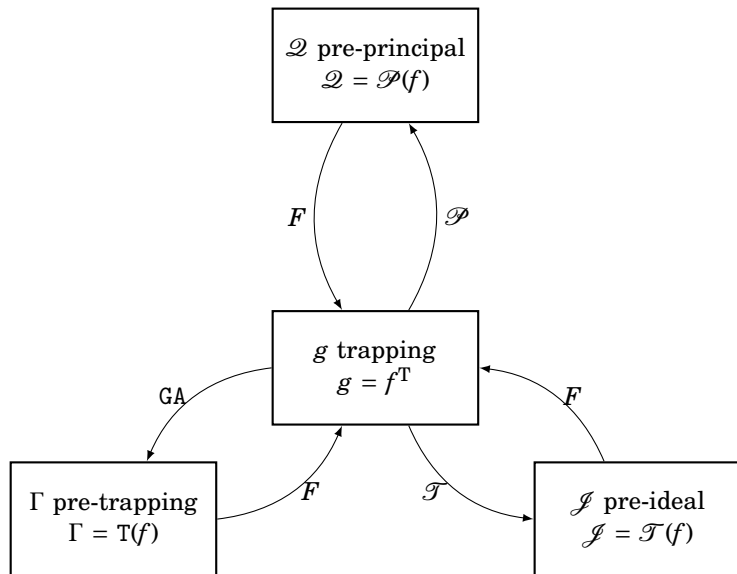 𝒬 pre-principal
𝒬 = 𝒫(f)
F
𝒫
g trapping
g = f^T
GA
F
F
𝒯
Γ pre-trapping
Γ = T(f)
𝒥 pre-ideal
𝒥 = 𝒯(f)